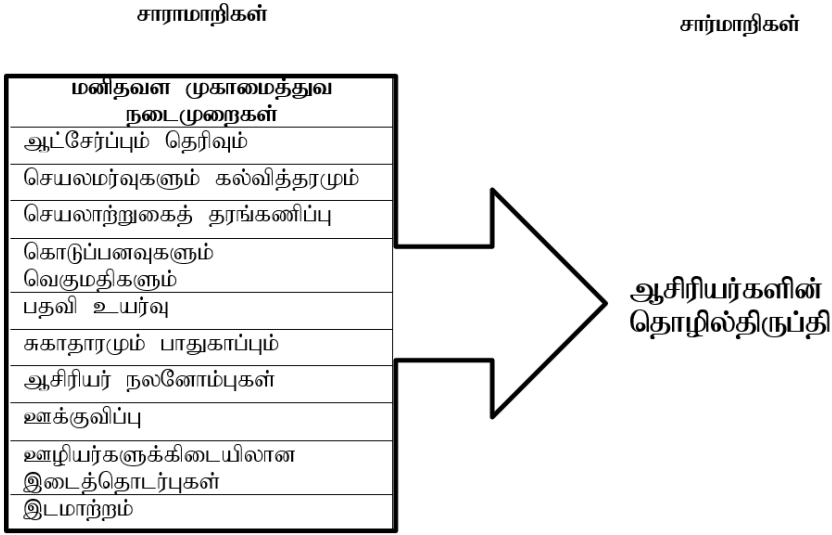 சாராமாறிகள்
சார்மாறிகள்
மனிதவள முகாமைத்துவ
நடைமுறைகள்
ஆட்சேர்ப்பும் தெரிவும்
செயலமர்வுகளும் கல்வித்தரமும்
செயலாற்றுகைத் தரங்கணிப்பு
கொடுப்பனவுகளும்
வெகுமதிகளும்
பதவி உயர்வு
சுகாதாரமும் பாதுகாப்பும்
ஆசிரியர் நலனோம்புகள்
ஊக்குவிப்பு
ஊழியர்களுக்கிடையிலான
இடைத்தொடர்புகள்
இடமாற்றம்
ஆசிரியர்களின்
தொழில்திருப்தி